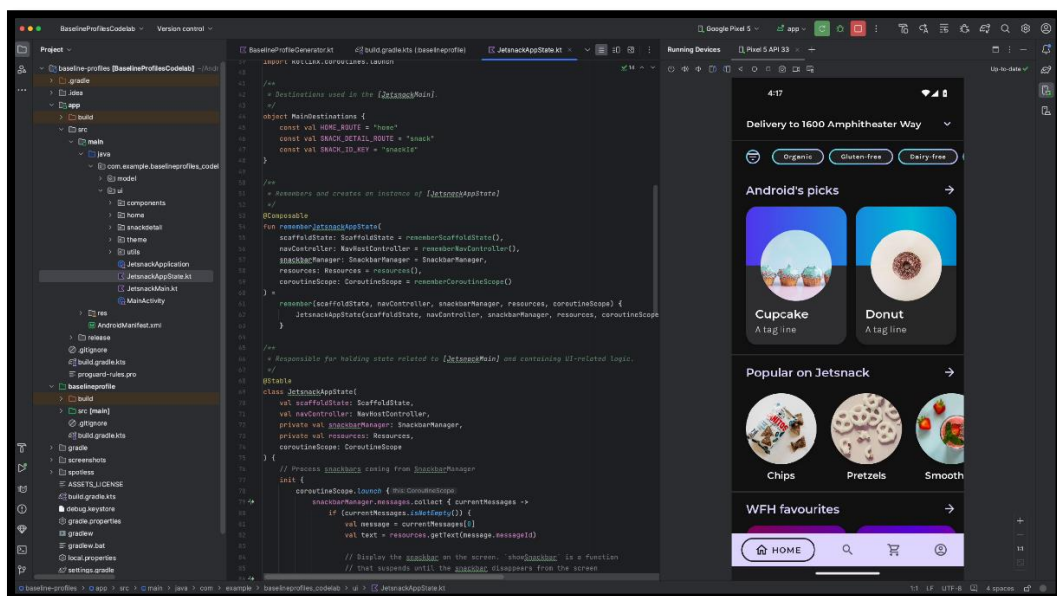 BaselineProfilesCodelab
Version control
Google Pixel 5
app
Project
BaselineProfileGenerator.kt
build.gradle.kts (:baselineprofile)
JetsnackAppState.kt
Running Devices
Pixel 5 API 33
baseline-profiles [BaselineProfilesCodelab]
.gradle
.idea
app
build
src
main
java
com.example.baselineprofiles_codel
model
ui
components
home
snackdetail
theme
utils
JetsnackApplication
JetsnackAppState.kt
JetsnackMain.kt
MainActivity
res
AndroidManifest.xml
release
.gitignore
build.gradle.kts
proguard-rules.pro
baselineprofile
build
src [main]
.gitignore
build.gradle.kts
gradle
screenshots
spotless
ASSETS_LICENSE
build.gradle.kts
debug.keystore
gradle.properties
gradlew
gradlew.bat
local.properties
settings.gradle
import kotlinx.coroutines.launch
/**
* Destinations used in the [JetsnackMain].
*/
object MainDestinations {
const val HOME_ROUTE = "home"
const val SNACK_DETAIL_ROUTE = "snack"
const val SNACK_ID_KEY = "snackId"
}
/**
* Remembers and creates an instance of [JetsnackAppState]
*/
@Composable
fun rememberJetsnackAppState(
scaffoldState: ScaffoldState = rememberScaffoldState(),
navController: NavHostController = rememberNavController(),
snackbarManager: SnackbarManager = SnackbarManager,
resources: Resources = resources(),
coroutineScope: CoroutineScope = rememberCoroutineScope()
) =
remember(scaffoldState, navController, snackbarManager, resources, coroutineScope) {
JetsnackAppState(scaffoldState, navController, snackbarManager, resources, coroutineScope
}
/**
* Responsible for holding state related to [JetsnackMain] and containing UI-related logic.
*/
@Stable
class JetsnackAppState(
val scaffoldState: ScaffoldState,
val navController: NavHostController,
private val snackbarManager: SnackbarManager,
private val resources: Resources,
coroutineScope: CoroutineScope
) {
// Process snackbars coming from SnackbarManager
init {
coroutineScope.launch { this: CoroutineScope
snackbarManager.messages.collect { currentMessages ->
if (currentMessages.isNotEmpty()) {
val message = currentMessages[0]
val text = resources.getText(message.messageId)
// Display the snackbar on the screen. `showSnackbar` is a function
// that suspends until the snackbar disappears from the screen
Up-to-date
4:17
Delivery to 1600 Amphitheater Way
Organic
Gluten-free
Dairy-free
Android's picks
Cupcake
A tag line
Donut
A tag line
Popular on Jetsnack
Chips
Pretzels
Smooth
WFH favourites
HOME
1:1
baseline-profiles > app > src > main > java > com > example > baselineprofiles_codelab > ui > JetsnackAppState.kt
1:1 LF UTF-8 4 spaces